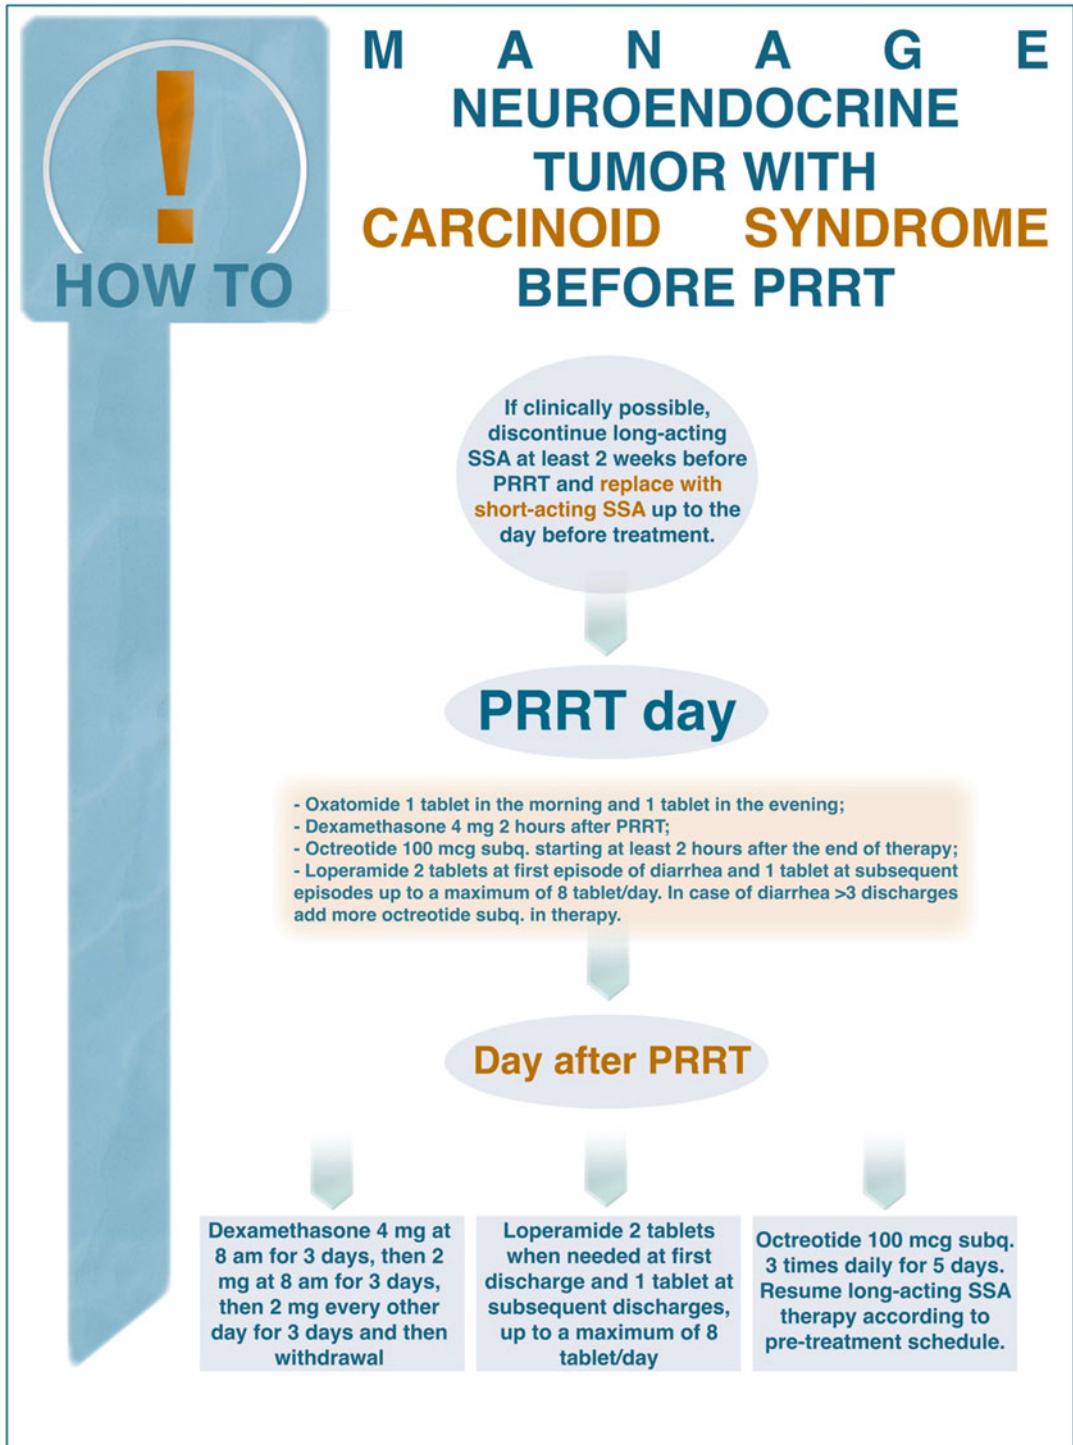 HOW TO
M A N A G E
NEUROENDOCRINE
TUMOR WITH
CARCINOID SYNDROME
BEFORE PRRT
If clinically possible,
discontinue long-acting
SSA at least 2 weeks before
PRRT and replace with
short-acting SSA up to the
day before treatment.
PRRT day
- Oxatomide 1 tablet in the morning and 1 tablet in the evening;
- Dexamethasone 4 mg 2 hours after PRRT;
- Octreotide 100 mcg subq. starting at least 2 hours after the end of therapy;
- Loperamide 2 tablets at first episode of diarrhea and 1 tablet at subsequent
episodes up to a maximum of 8 tablet/day. In case of diarrhea >3 discharges
add more octreotide subq. in therapy.
Day after PRRT
Dexamethasone 4 mg at
8 am for 3 days, then 2
mg at 8 am for 3 days,
then 2 mg every other
day for 3 days and then
withdrawal
Loperamide 2 tablets
when needed at first
discharge and 1 tablet at
subsequent discharges,
up to a maximum of 8
tablet/day
Octreotide 100 mcg subq.
3 times daily for 5 days.
Resume long-acting SSA
therapy according to
pre-treatment schedule.